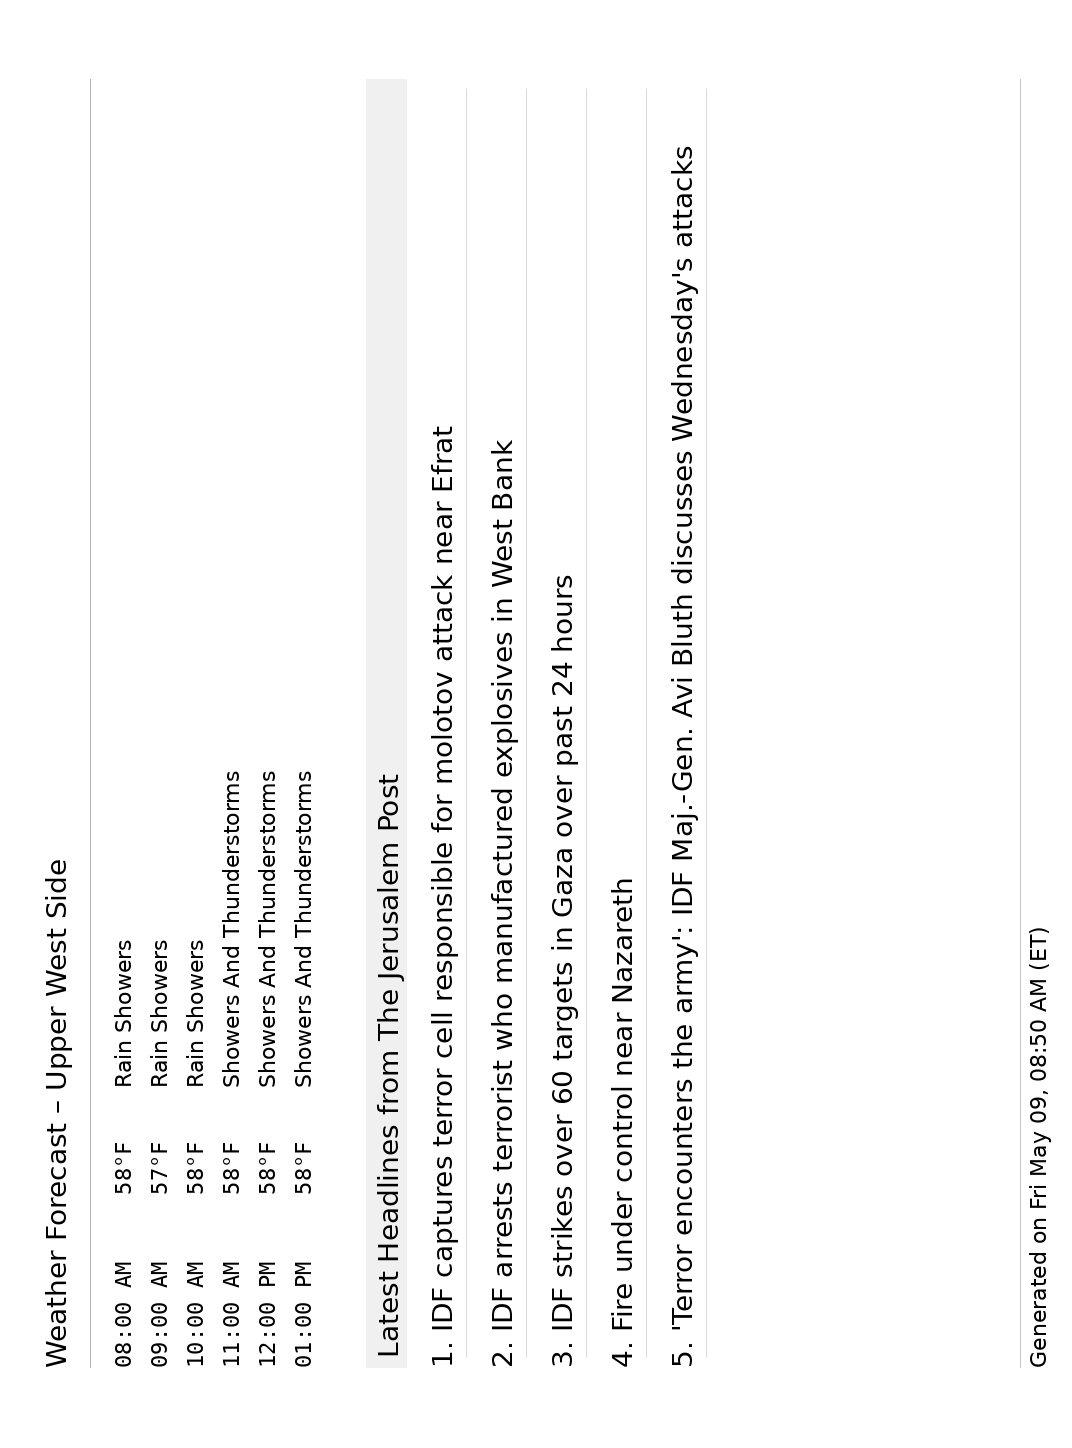 Weather Forecast – Upper West Side
08:00 AM 58°F Rain Showers
09:00 AM 57°F Rain Showers
10:00 AM 58°F Rain Showers
11:00 AM 58°F Showers And Thunderstorms
12:00 PM 58°F Showers And Thunderstorms
01:00 PM 58°F Showers And Thunderstorms
Latest Headlines from The Jerusalem Post
1. IDF captures terror cell responsible for molotov attack near Efrat
2. IDF arrests terrorist who manufactured explosives in West Bank
3. IDF strikes over 60 targets in Gaza over past 24 hours
4. Fire under control near Nazareth
5. 'Terror encounters the army': IDF Maj.-Gen. Avi Bluth discusses Wednesday's attacks
Generated on Fri May 09, 08:50 AM (ET)